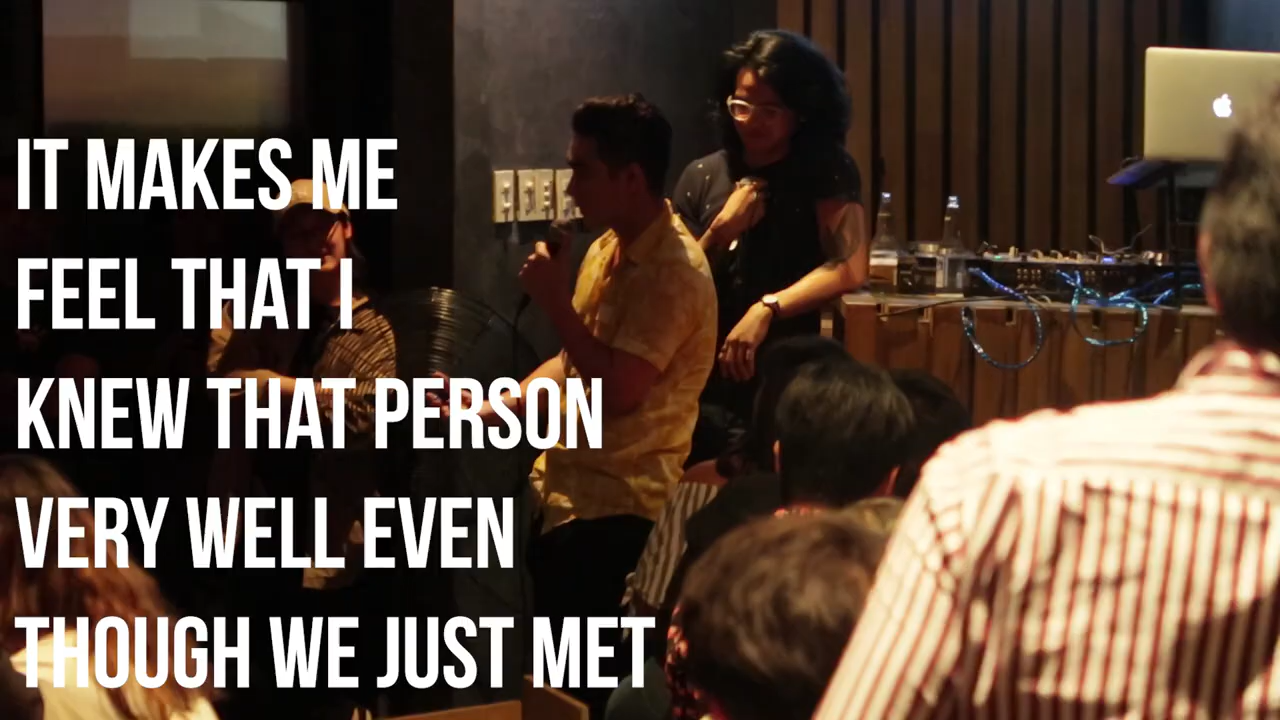 IT MAKES ME
FEEL THAT I
KNEW THAT PERSON
VERY WELL EVEN
THOUGH WE JUST MET